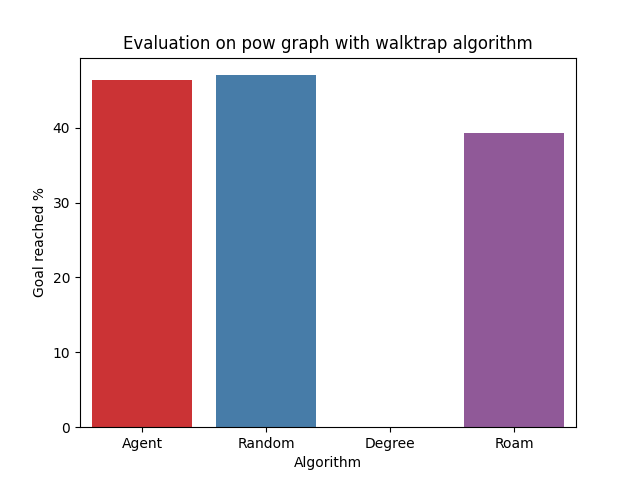 Evaluation on pow graph with walktrap algorithm
Goal reached %
40
30
20
10
0
Agent
Random
Degree
Roam
Algorithm